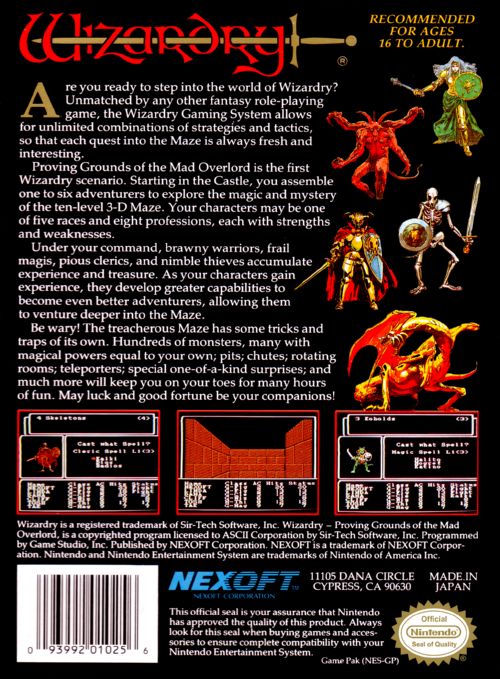 Wizardry
®
RECOMMENDED
FOR AGES
16 TO ADULT.
Are you ready to step into the world of Wizardry?
Unmatched by any other fantasy role-playing
game, the Wizardry Gaming System allows
for unlimited combinations of strategies and tactics,
so that each quest into the Maze is always fresh and
interesting.
Proving Grounds of the Mad Overlord is the first
Wizardry scenario. Starting in the Castle, you assemble
one to six adventurers to explore the magic and mystery
of the ten-level 3-D Maze. Your characters may be one
of five races and eight professions, each with strengths
and weaknesses.
Under your command, brawny warriors, frail
magis, pious clerics, and nimble thieves accumulate
experience and treasure. As your characters gain
experience, they develop greater capabilities to
become even better adventurers, allowing them
to venture deeper into the Maze.
Be wary! The treacherous Maze has some tricks and
traps of its own. Hundreds of monsters, many with
magical powers equal to your own; pits; chutes; rotating
rooms; teleporters; special one-of-a-kind surprises; and
much more will keep you on your toes for many hours
of fun. May luck and good fortune be your companions!
4 Skeletons (4)
Cast what Spell?
Cleric Spell L1(3)
3 Kobolds (3)
Cast what Spell?
Magic Spell L1(3)
Halito
Wizardry is a registered trademark of Sir-Tech Software, Inc. Wizardry – Proving Grounds of the Mad
Overlord, is a copyrighted program licensed to ASCII Corporation by Sir-Tech Software, Inc. Programmed
by Game Studio, Inc. Published by NEXOFT Corporation. NEXOFT is a trademark of NEXOFT Corpor-
ation. Nintendo and Nintendo Entertainment System are trademarks of Nintendo of America Inc.
NEXOFT™
NEXOFT CORPORATION
11105 DANA CIRCLE
CYPRESS, CA 90630
MADE IN
JAPAN
This official seal is your assurance that Nintendo
has approved the quality of this product. Always
look for this seal when buying games and acces-
sories to ensure complete compatibility with your
Nintendo Entertainment System.
Game Pak (NES-GP)
Official
Nintendo
Seal of Quality
®
0 93992 01025 6